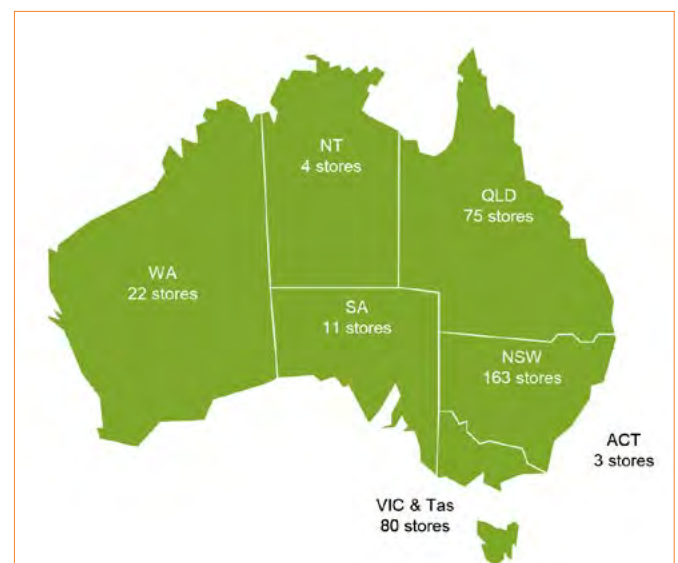 NT
4 stores
QLD
75 stores
WA
22 stores
SA
11 stores
NSW
163 stores
ACT
3 stores
VIC & Tas
80 stores